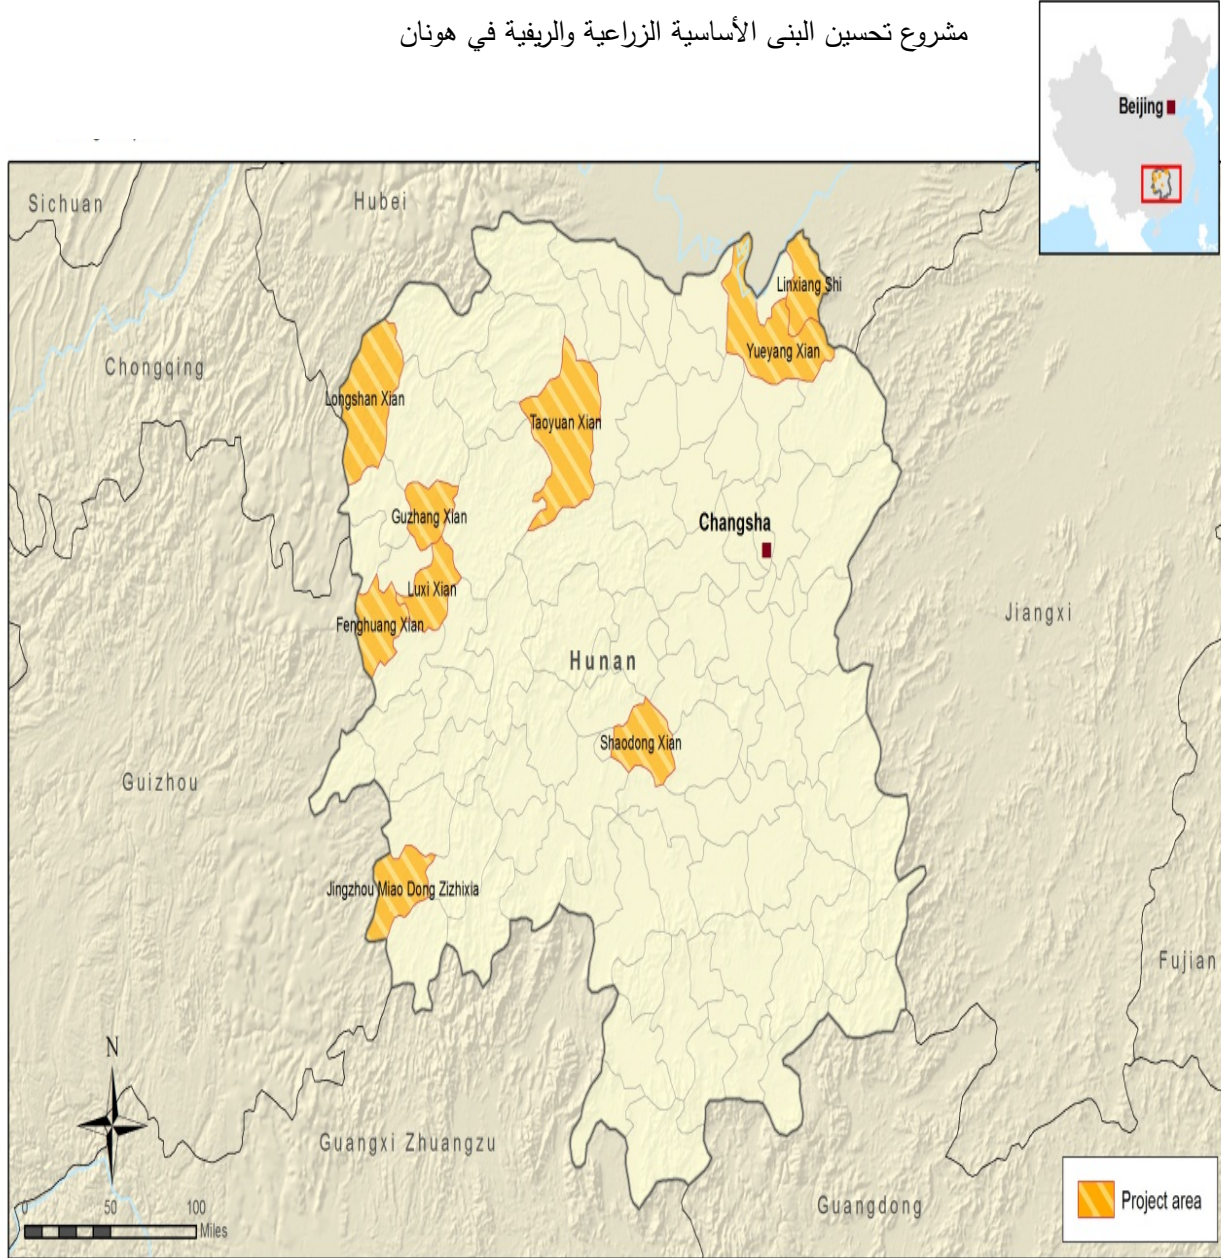 مشروع تحسين البنى الأساسية الزراعية والريفية في هونان
Beijing
Sichuan
Hubei
Linxiang Shi
Yueyang Xian
Chongqing
Longshan Xian
Taoyuan Xian
Guzhang Xian
Changsha
Luxi Xian
Fenghuang Xian
Jiangxi
Hunan
Shaodong Xian
Guizhou
Jingzhou Miao Dong Zizhixia
Fujian
N
Guangxi Zhuangzu
Guangdong
Project area
0 50 100
Miles